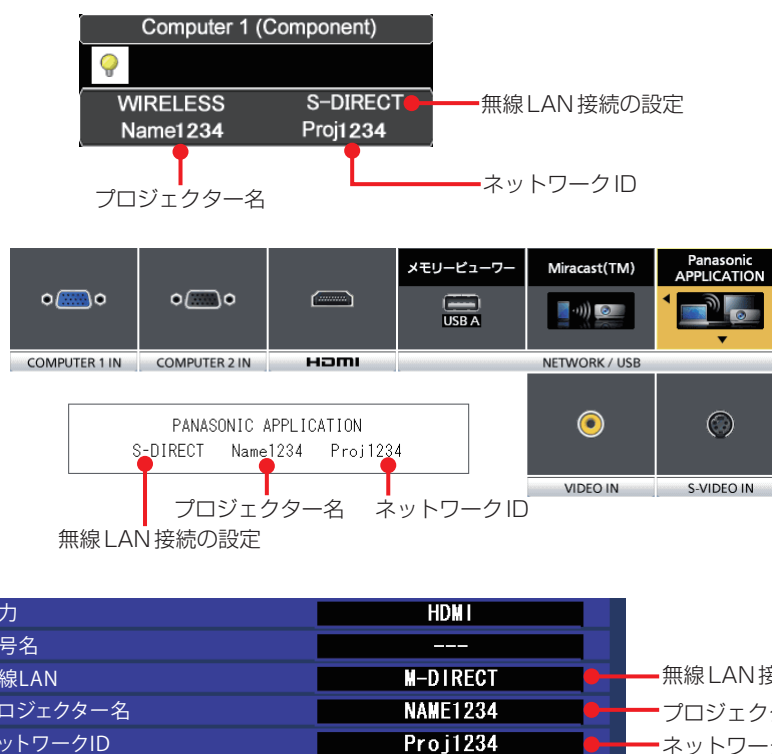 Computer 1 (Component)
WIRELESS S-DIRECT
Name1234 Proj1234
無線LAN接続の設定
プロジェクター名
ネットワークID
メモリービューワー
Miracast(TM)
Panasonic
APPLICATION
USB A
COMPUTER 1 IN
COMPUTER 2 IN
HDMI
NETWORK / USB
PANASONIC APPLICATION
S-DIRECT Name1234 Proj1234
VIDEO IN
S-VIDEO IN
プロジェクター名
ネットワークID
無線LAN接続の設定
力 HDMI
号名 ---
線LAN M-DIRECT
無線LAN接
ロジェクター名 NAME1234
プロジェク
ットワークID Proj1234
ネットワー